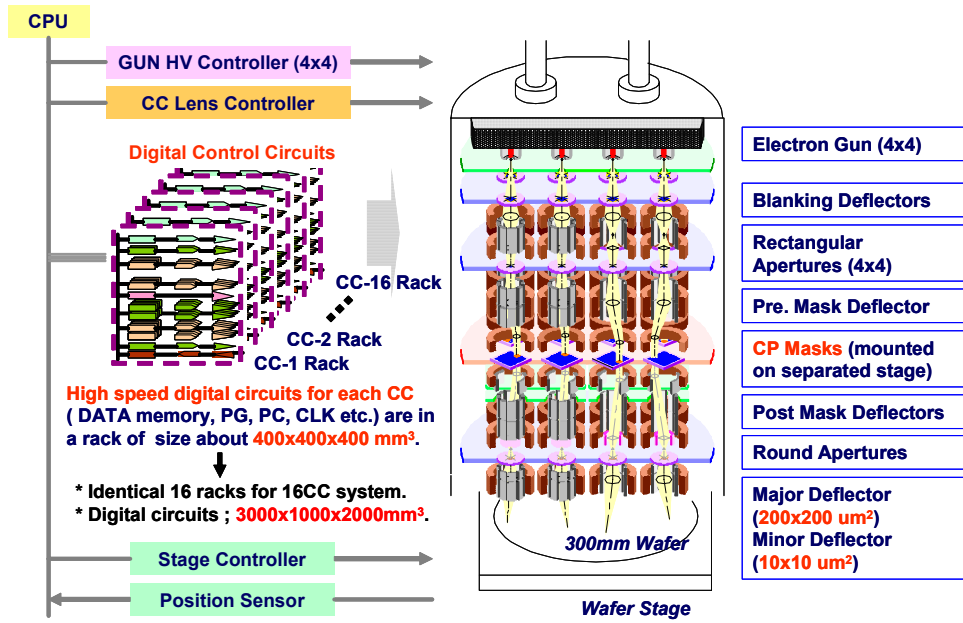 CPU
GUN HV Controller (4x4)
CC Lens Controller
Digital Control Circuits
CC-16 Rack
CC-2 Rack
CC-1 Rack
High speed digital circuits for each CC
( DATA memory, PG, PC, CLK etc.) are in
a rack of size about 400x400x400 mm³.
* Identical 16 racks for 16CC system.
* Digital circuits ; 3000x1000x2000mm³.
Stage Controller
Position Sensor
300mm Wafer
Wafer Stage
Electron Gun (4x4)
Blanking Deflectors
Rectangular
Apertures (4x4)
Pre. Mask Deflector
CP Masks (mounted
on separated stage)
Post Mask Deflectors
Round Apertures
Major Deflector
(200x200 um²)
Minor Deflector
(10x10 um²)